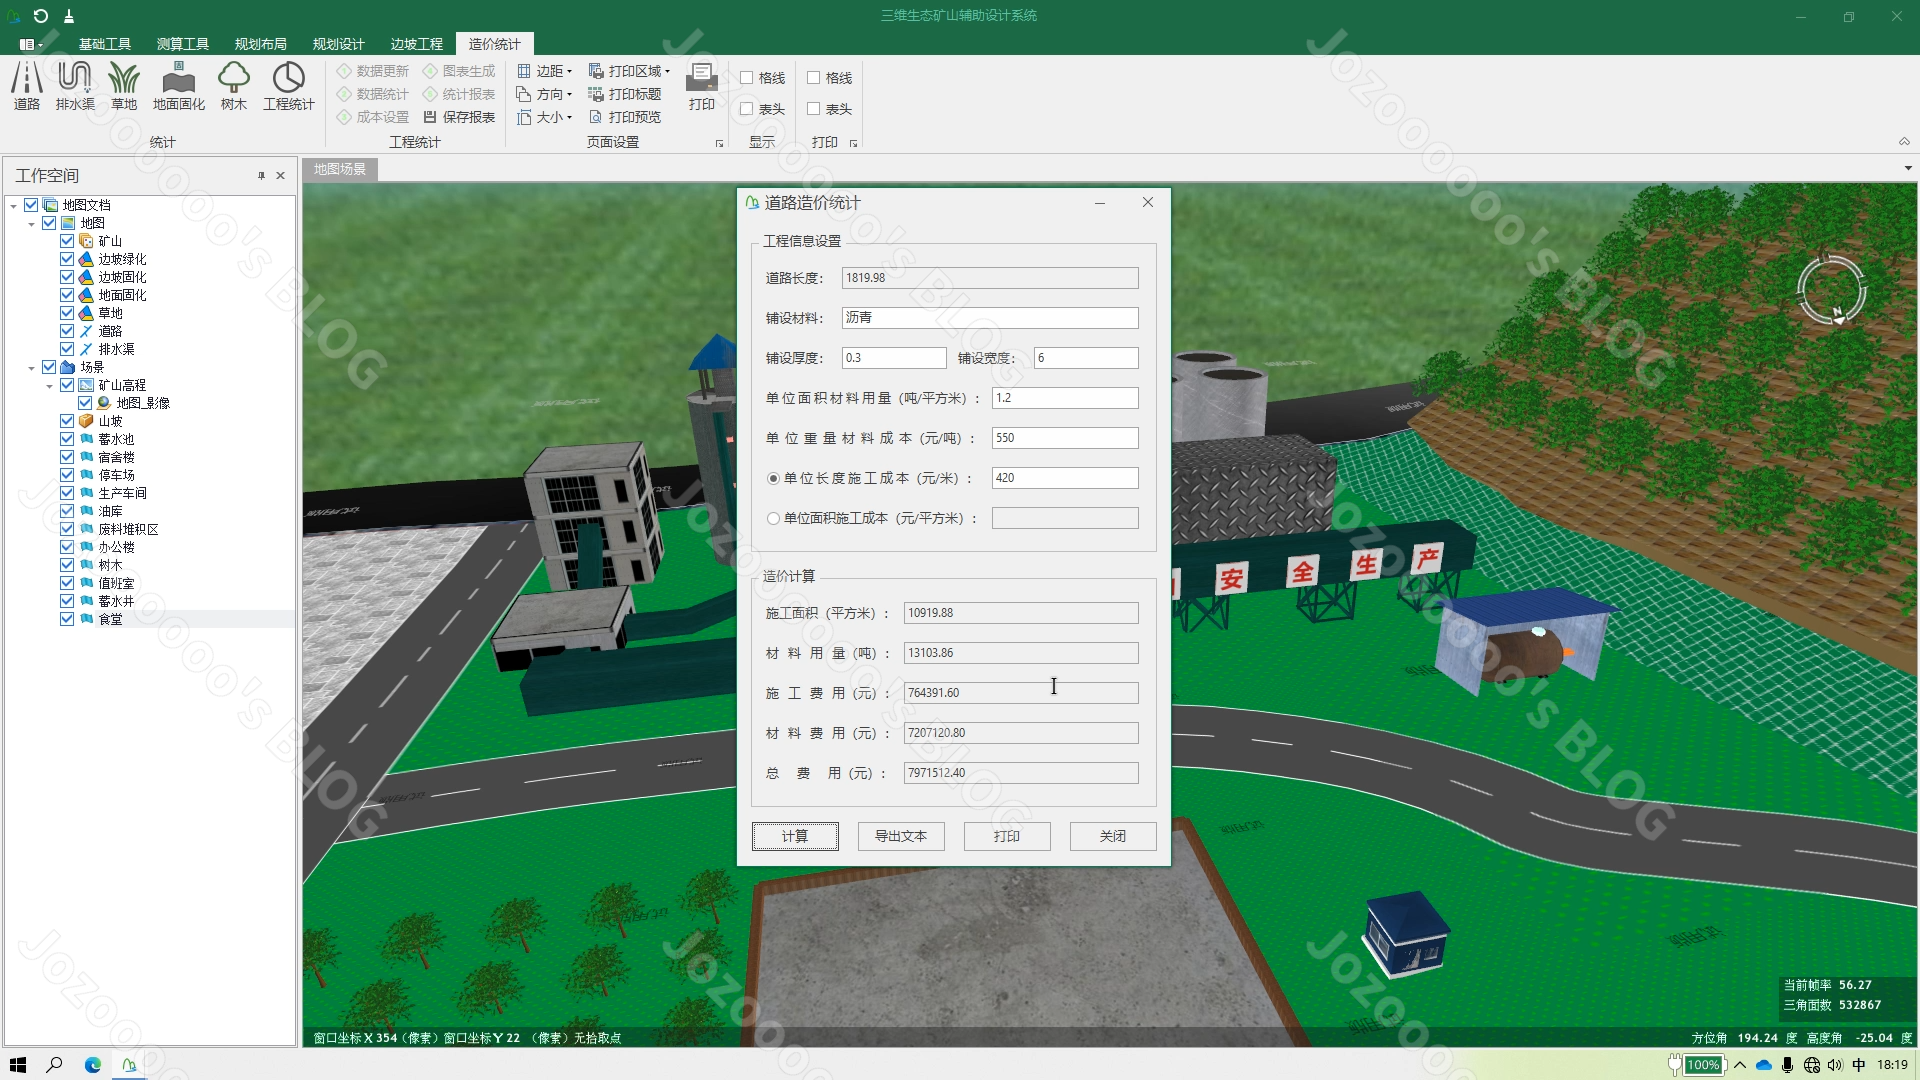 三维生态矿山辅助设计系统
基础工具 测算工具 规划布局 规划设计 边坡工程 造价统计
道路 排水渠 草地 地面固化 树木 工程统计
统计
数据更新 图表生成
数据统计 统计报表
成本设置 保存报表
工程统计
边距 打印区域
方向 打印标题
大小 打印预览
打印
页面设置
格线
表头
显示
格线
表头
打印
工作空间
地图文档
地图
矿山
边坡绿化
边坡固化
地面固化
草地
道路
排水渠
场景
矿山高程
地图_影像
山坡
蓄水池
宿舍楼
停车场
生产车间
油库
废料堆积区
办公楼
树木
值班室
蓄水井
食堂
地图场景
道路造价统计
工程信息设置
道路长度: 1819.98
铺设材料: 沥青
铺设厚度: 0.3 铺设宽度: 6
单位面积材料用量 (吨/平方米) : 1.2
单位重量材料成本 (元/吨) : 550
单位长度施工成本 (元/米) : 420
单位面积施工成本 (元/平方米) :
造价计算
施工面积 (平方米) : 10919.88
材料用量 (吨) : 13103.86
施工费用 (元) : 764391.60
材料费用 (元) : 7207120.80
总费用 (元) : 7971512.40
计算 导出文本 打印 关闭
安全生产
N
当前帧率 56.27
三角面数 532867
窗口坐标X 354 (像素) 窗口坐标Y 22 (像素) 无拾取点
方位角 194.24 度 高度角 -25.04 度
100% 中 18:19
Jozoooo's BLOG